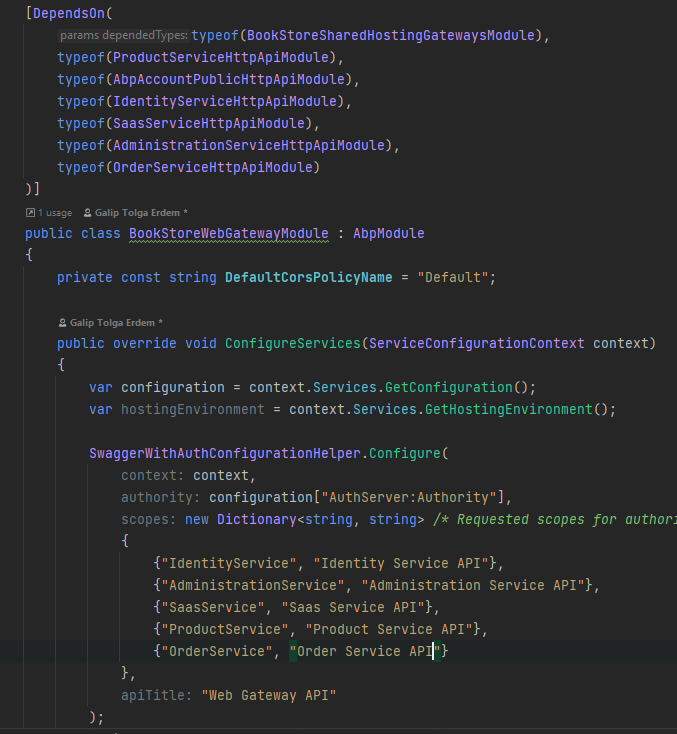 [DependsOn(
params dependedTypes: typeof(BookStoreSharedHostingGatewaysModule),
typeof(ProductServiceHttpApiModule),
typeof(AbpAccountPublicHttpApiModule),
typeof(IdentityServiceHttpApiModule),
typeof(SaasServiceHttpApiModule),
typeof(AdministrationServiceHttpApiModule),
typeof(OrderServiceHttpApiModule)
)]
1 usage Galip Tolga Erdem *
public class BookStoreWebGatewayModule : AbpModule
{
private const string DefaultCorsPolicyName = "Default";
Galip Tolga Erdem *
public override void ConfigureServices(ServiceConfigurationContext context)
{
var configuration = context.Services.GetConfiguration();
var hostingEnvironment = context.Services.GetHostingEnvironment();
SwaggerWithAuthConfigurationHelper.Configure(
context: context,
authority: configuration["AuthServer:Authority"],
scopes: new Dictionary<string, string> /* Requested scopes for authori
{
{"IdentityService", "Identity Service API"},
{"AdministrationService", "Administration Service API"},
{"SaasService", "Saas Service API"},
{"ProductService", "Product Service API"},
{"OrderService", "Order Service API"}
},
apiTitle: "Web Gateway API"
);